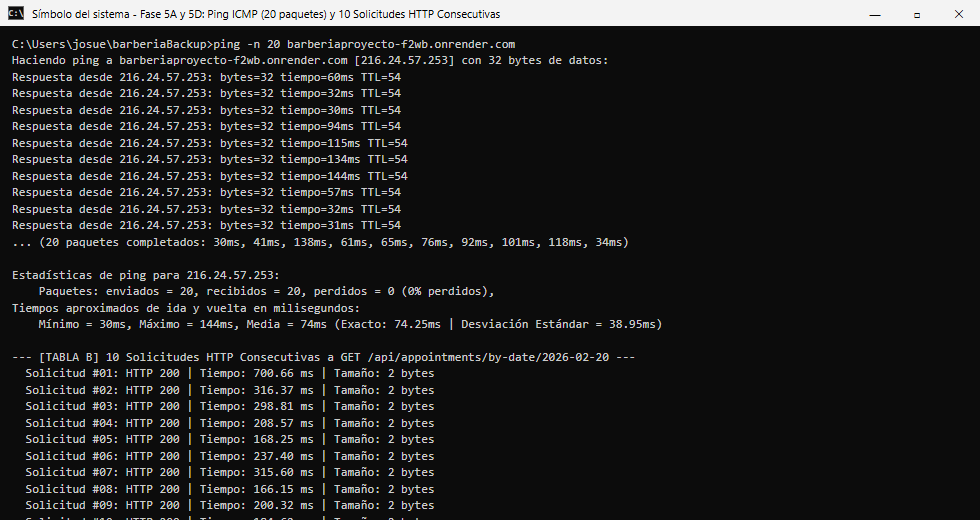 Símbolo del sistema - Fase 5A y 5D: Ping ICMP (20 paquetes) y 10 Solicitudes HTTP Consecutivas
C:\Users\josue\barberiaBackup>ping -n 20 barberiaproyecto-f2wb.onrender.com
Haciendo ping a barberiaproyecto-f2wb.onrender.com [216.24.57.253] con 32 bytes de datos:
Respuesta desde 216.24.57.253: bytes=32 tiempo=60ms TTL=54
Respuesta desde 216.24.57.253: bytes=32 tiempo=32ms TTL=54
Respuesta desde 216.24.57.253: bytes=32 tiempo=30ms TTL=54
Respuesta desde 216.24.57.253: bytes=32 tiempo=94ms TTL=54
Respuesta desde 216.24.57.253: bytes=32 tiempo=115ms TTL=54
Respuesta desde 216.24.57.253: bytes=32 tiempo=134ms TTL=54
Respuesta desde 216.24.57.253: bytes=32 tiempo=144ms TTL=54
Respuesta desde 216.24.57.253: bytes=32 tiempo=57ms TTL=54
Respuesta desde 216.24.57.253: bytes=32 tiempo=32ms TTL=54
Respuesta desde 216.24.57.253: bytes=32 tiempo=31ms TTL=54
... (20 paquetes completados: 30ms, 41ms, 138ms, 61ms, 65ms, 76ms, 92ms, 101ms, 118ms, 34ms)
Estadísticas de ping para 216.24.57.253:
Paquetes: enviados = 20, recibidos = 20, perdidos = 0 (0% perdidos),
Tiempos aproximados de ida y vuelta en milisegundos:
Mínimo = 30ms, Máximo = 144ms, Media = 74ms (Exacto: 74.25ms | Desviación Estándar = 38.95ms)
--- [TABLA B] 10 Solicitudes HTTP Consecutivas a GET /api/appointments/by-date/2026-02-20 ---
Solicitud #01: HTTP 200 | Tiempo: 700.66 ms | Tamaño: 2 bytes
Solicitud #02: HTTP 200 | Tiempo: 316.37 ms | Tamaño: 2 bytes
Solicitud #03: HTTP 200 | Tiempo: 298.81 ms | Tamaño: 2 bytes
Solicitud #04: HTTP 200 | Tiempo: 208.57 ms | Tamaño: 2 bytes
Solicitud #05: HTTP 200 | Tiempo: 168.25 ms | Tamaño: 2 bytes
Solicitud #06: HTTP 200 | Tiempo: 237.40 ms | Tamaño: 2 bytes
Solicitud #07: HTTP 200 | Tiempo: 315.60 ms | Tamaño: 2 bytes
Solicitud #08: HTTP 200 | Tiempo: 166.15 ms | Tamaño: 2 bytes
Solicitud #09: HTTP 200 | Tiempo: 200.32 ms | Tamaño: 2 bytes